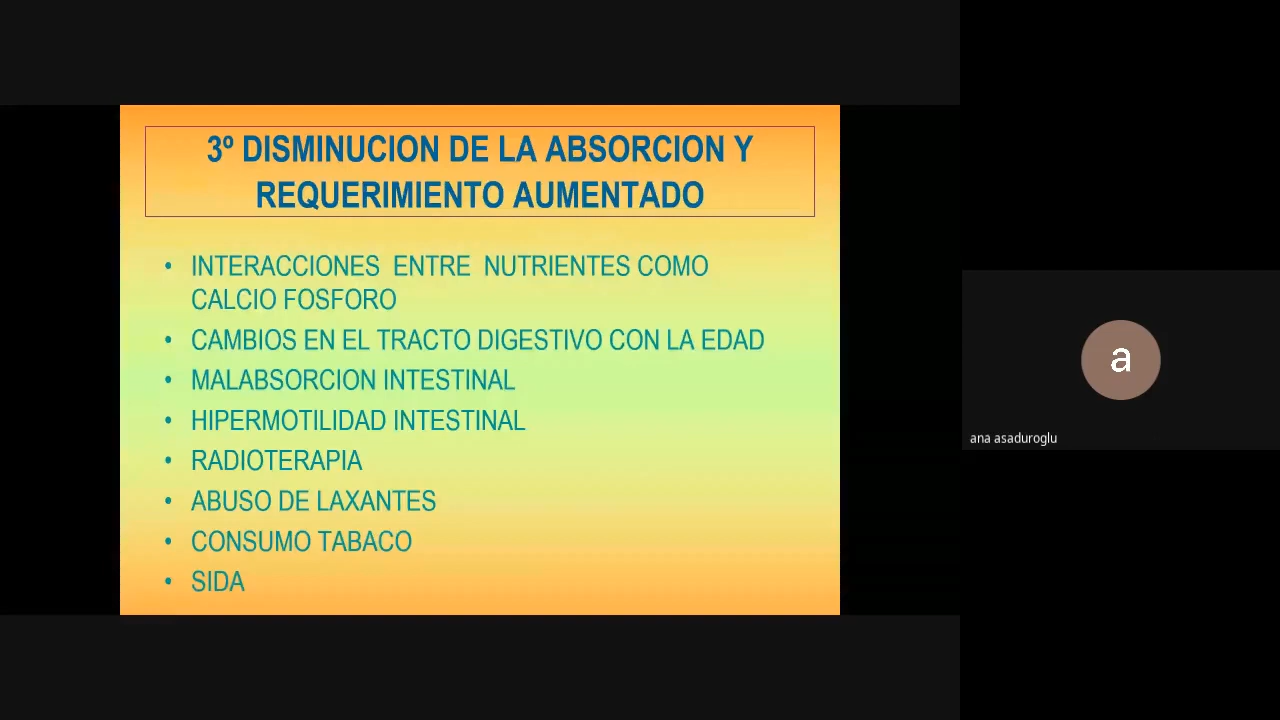 3º DISMINUCION DE LA ABSORCION Y
REQUERIMIENTO AUMENTADO
• INTERACCIONES ENTRE NUTRIENTES COMO
CALCIO FOSFORO
• CAMBIOS EN EL TRACTO DIGESTIVO CON LA EDAD
• MALABSORCION INTESTINAL
• HIPERMOTILIDAD INTESTINAL
• RADIOTERAPIA
• ABUSO DE LAXANTES
• CONSUMO TABACO
• SIDA
a
ana asaduroglu